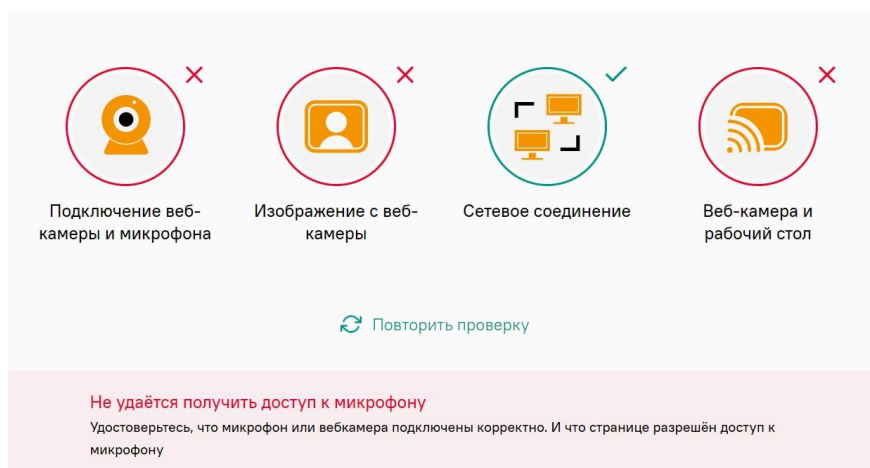 Подключение веб-
камеры и микрофона
Изображение с веб-
камеры
Сетевое соединение
Веб-камера и
рабочий стол
Повторить проверку
Не удаётся получить доступ к микрофону
Удостоверьтесь, что микрофон или вебкамера подключены корректно. И что странице разрешён доступ к
микрофону